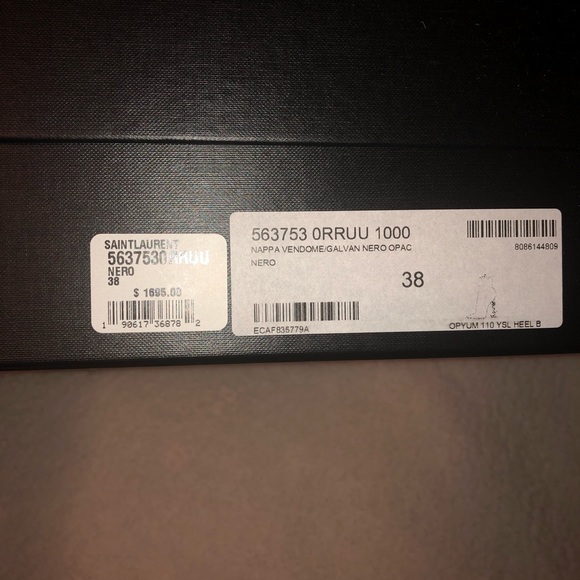 SAINTLAURENT
5637530RRUU
NERO
38
$ 1695.00
1 90617 36878 2
563753 0RRUU 1000
NAPPA VENDOME/GALVAN NERO OPAC
NERO
38
8086144809
ECAF835779A
OPYUM 110 YSL HEEL B